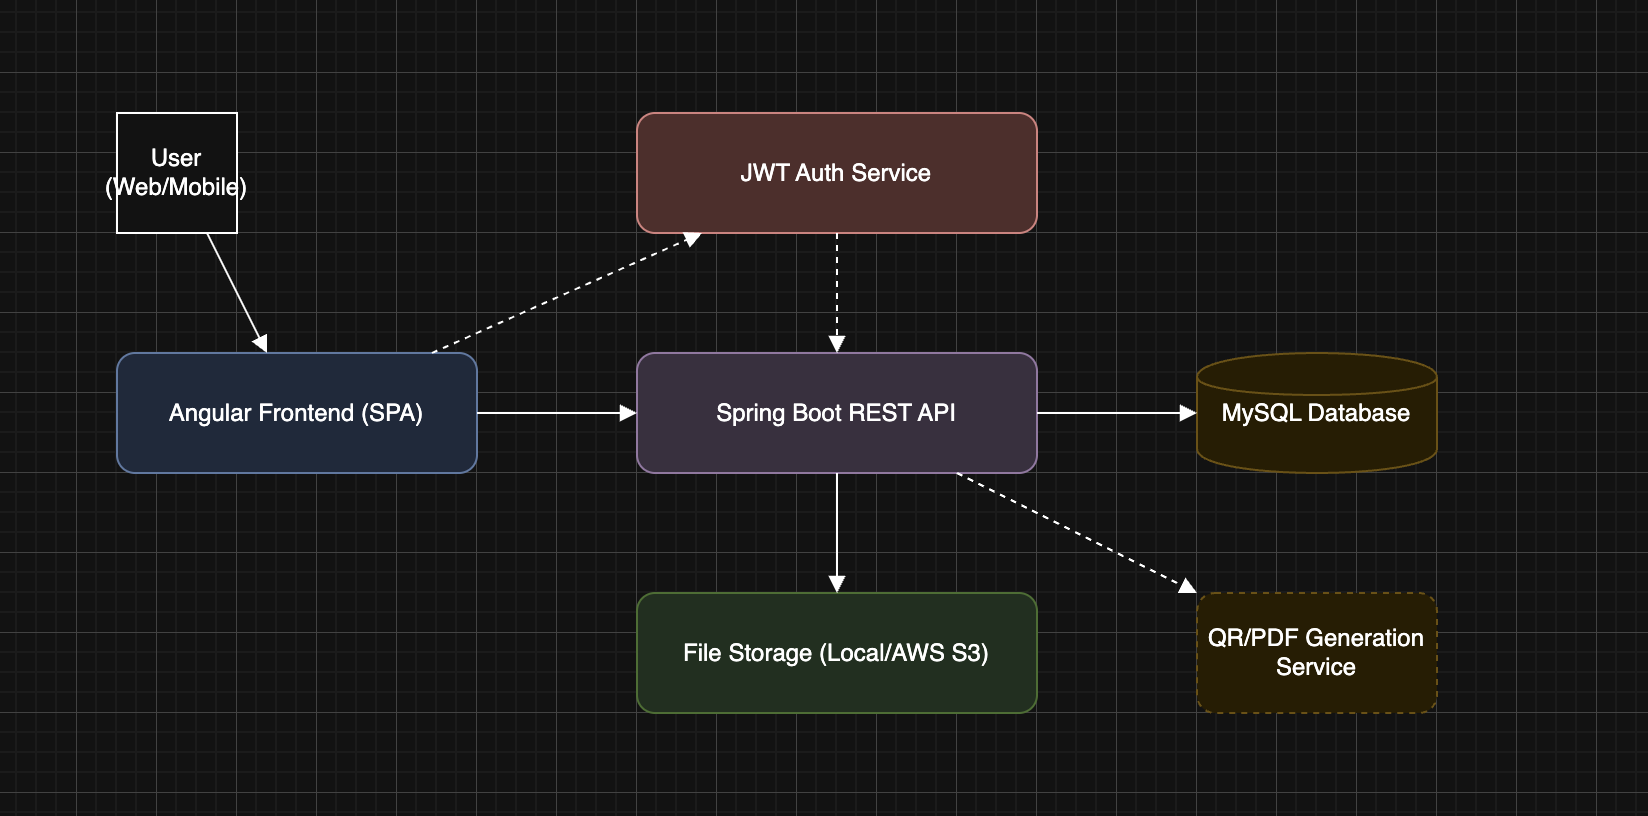 User
(Web/Mobile)
JWT Auth Service
Angular Frontend (SPA)
Spring Boot REST API
MySQL Database
File Storage (Local/AWS S3)
QR/PDF Generation
Service